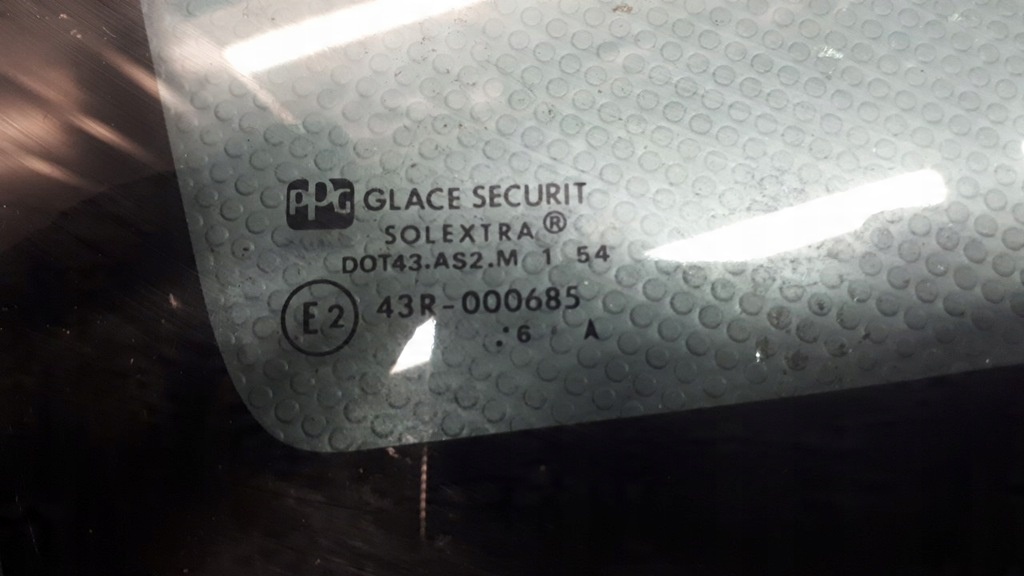 PPG GLACE SECURIT
SOLEXTRA®
DOT43.AS2.M 1 54
E2 43R-000685
.:6 A